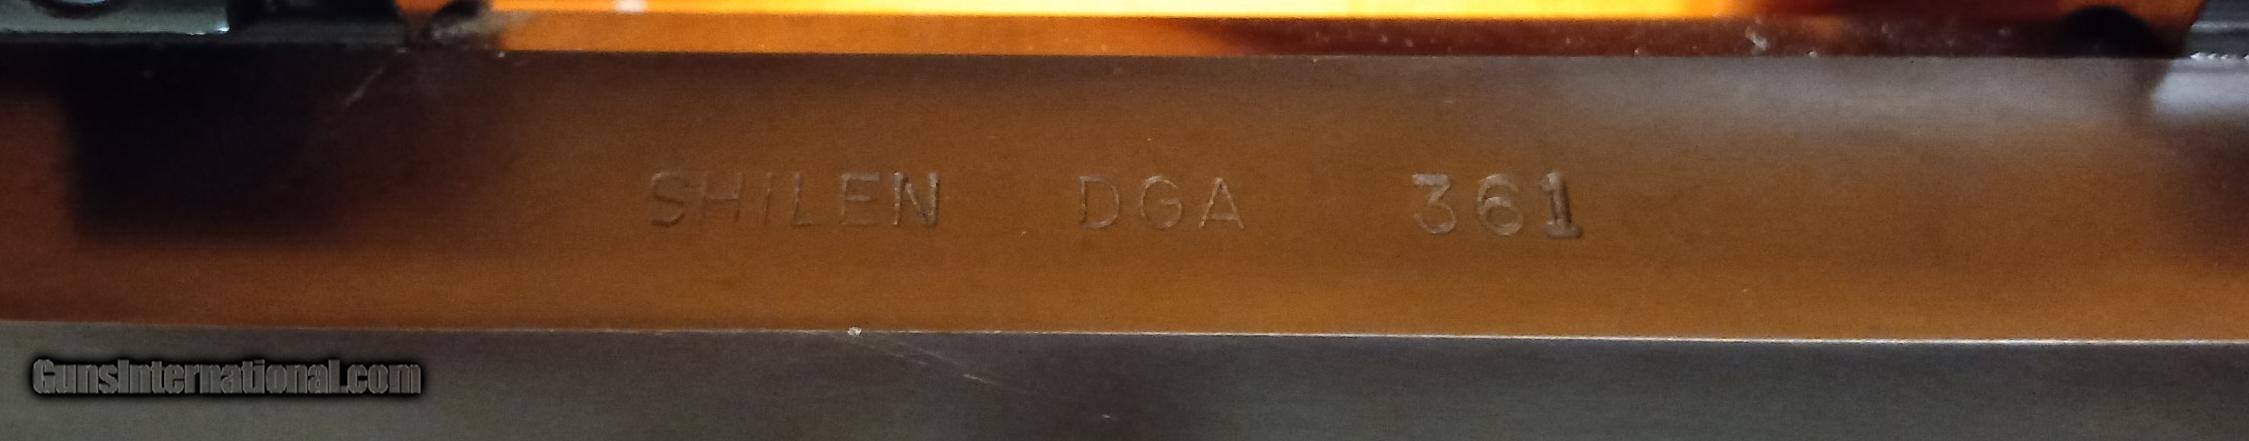 SHILEN DGA 361
GunsInternational.com